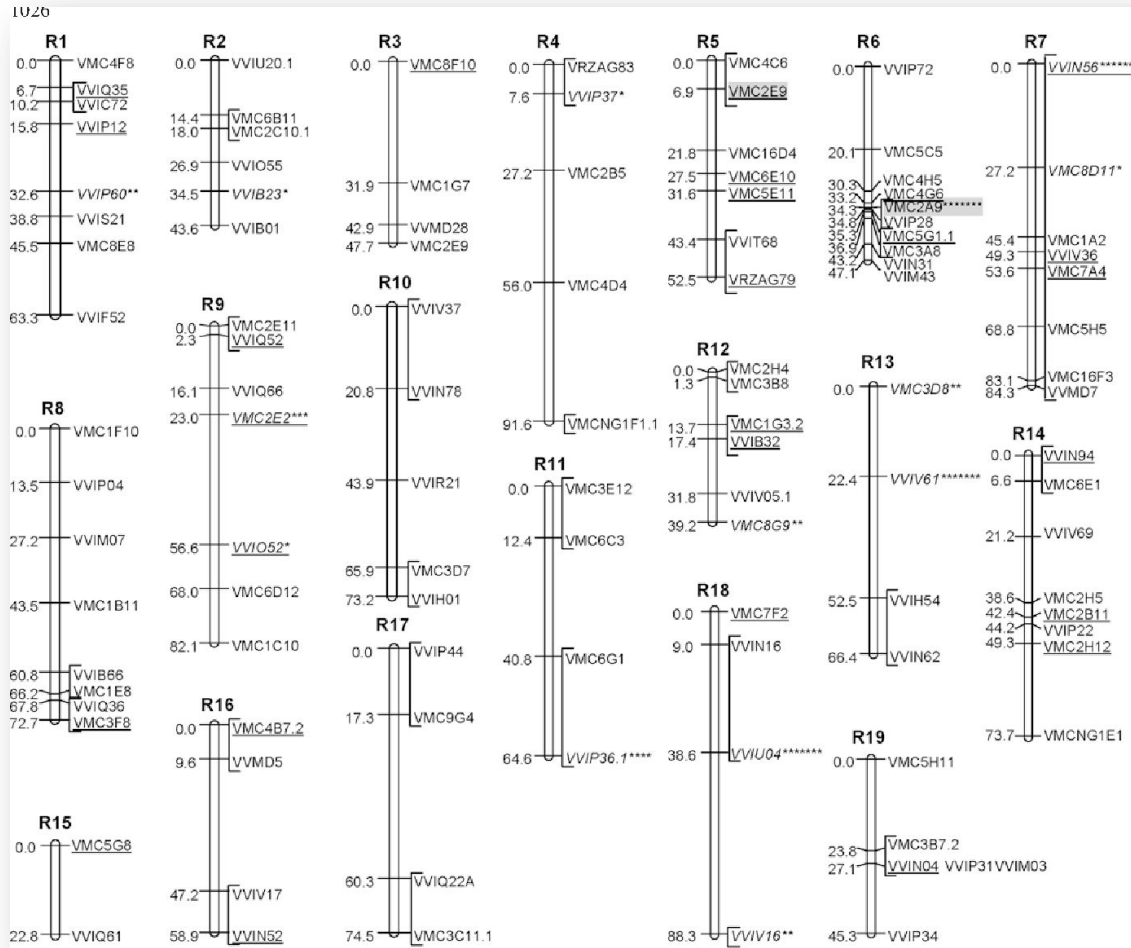 1026
R1
0.0 VMC4F8
6.7 VVIQ35
10.2 VVIC72
15.8 VVIP12
32.6 VVIP60**
38.8 VVIS21
45.5 VMC8E8
63.3 VVIF52
R2
0.0 VVIU20.1
14.4 VMC6B11
18.0 VMC2C10.1
26.9 VVIO55
34.5 VVIB23*
43.6 VVIB01
R3
0.0 VMC8F10
31.9 VMC1G7
42.9 VVMD28
47.7 VMC2E9
R4
0.0 VRZAG83
7.6 VVIP37*
27.2 VMC2B5
56.0 VMC4D4
91.6 VMCNG1F1.1
R5
0.0 VMC4C6
6.9 VMC2E9
21.8 VMC16D4
27.5 VMC6E10
31.6 VMC5E11
43.4 VVIT68
52.5 VRZAG79
R6
0.0 VVIP72
20.1 VMC5C5
30.3 VMC4H5
33.2 VMC4G6
34.3 VMC2A9*******
34.8 VVIP28
35.3 VMC5G1.1
36.9 VMC3A8
43.2 VVIN31
47.1 VVIM43
R7
0.0 VVIN56******
27.2 VMC8D11*
45.4 VMC1A2
49.3 VVIV36
53.6 VMC7A4
68.8 VMC5H5
83.1 VMC16F3
84.3 VVMD7
R8
0.0 VMC1F10
13.5 VVIP04
27.2 VVIM07
43.5 VMC1B11
60.8 VVIB66
66.2 VMC1E8
67.8 VVIQ36
72.7 VMC3F8
R9
0.0 VMC2E11
2.3 VVIQ52
16.1 VVIQ66
23.0 VMC2E2***
56.6 VVIO52*
68.0 VMC6D12
82.1 VMC1C10
R10
0.0 VVIV37
20.8 VVIN78
43.9 VVIR21
65.9 VMC3D7
73.2 VVIH01
R11
0.0 VMC3E12
12.4 VMC6C3
40.8 VMC6G1
64.6 VVIP36.1****
R12
0.0 VMC2H4
1.3 VMC3B8
13.7 VMC1G3.2
17.4 VVIB32
31.8 VVIV05.1
39.2 VMC8G9**
R13
0.0 VMC3D8**
22.4 VVIV61*******
52.5 VVIH54
66.4 VVIN62
R14
0.0 VVIN94
6.6 VMC6E1
21.2 VVIV69
38.6 VMC2H5
42.4 VMC2B11
44.2 VVIP22
49.3 VMC2H12
73.7 VMCNG1E1
R15
0.0 VMC5G8
22.8 VVIQ61
R16
0.0 VMC4B7.2
9.6 VVMD5
47.2 VVIV17
58.9 VVIN52
R17
0.0 VVIP44
17.3 VMC9G4
60.3 VVIQ22A
74.5 VMC3C11.1
R18
0.0 VMC7F2
9.0 VVIN16
38.6 VVIU04*******
88.3 VVIV16**
R19
0.0 VMC5H11
23.8 VMC3B7.2
27.1 VVIN04 VVIP31VVIM03
45.3 VVIP34